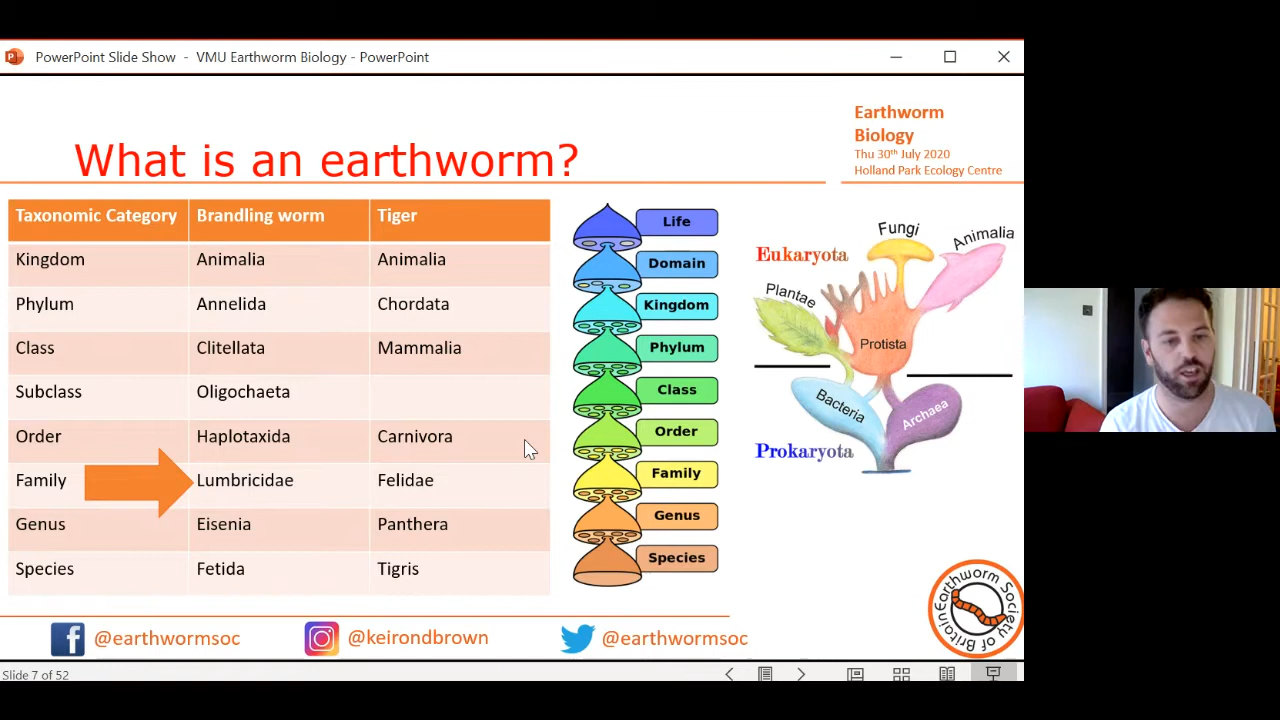 PowerPoint Slide Show - VMU Earthworm Biology - PowerPoint
Earthworm
Biology
Thu 30th July 2020
Holland Park Ecology Centre
What is an earthworm?
Taxonomic Category Brandling worm Tiger
Kingdom Animalia Animalia
Phylum Annelida Chordata
Class Clitellata Mammalia
Subclass Oligochaeta
Order Haplotaxida Carnivora
Family Lumbricidae Felidae
Genus Eisenia Panthera
Species Fetida Tigris
Life
Domain
Kingdom
Phylum
Class
Order
Family
Genus
Species
Fungi
Animalia
Eukaryota
Plantae
Protista
Bacteria
Archaea
Prokaryota
Earthworm Society of Britain
@earthwormsoc
@keirondbrown
@earthwormsoc
Slide 7 of 52